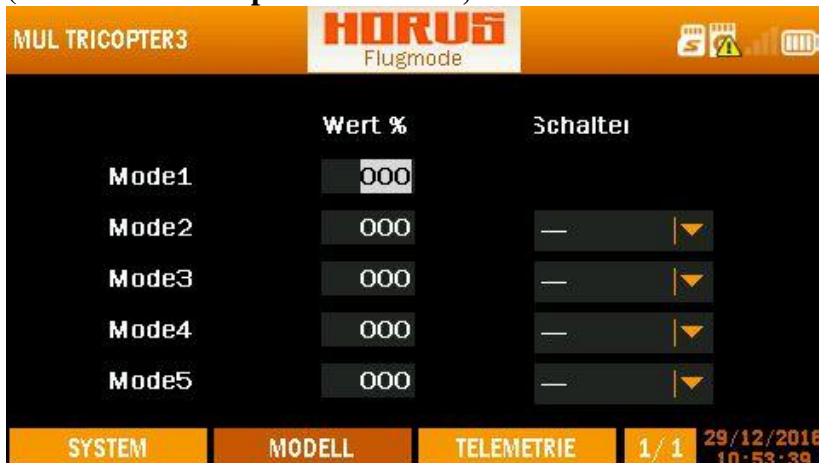 MUL TRICOPTER3
HORUS
Flugmode
Wert % Schalter
Mode1 000
Mode2 000 —
Mode3 000 —
Mode4 000 —
Mode5 000 —
SYSTEM MODELL TELEMETRIE 1/1 29/12/2016
10:53:39